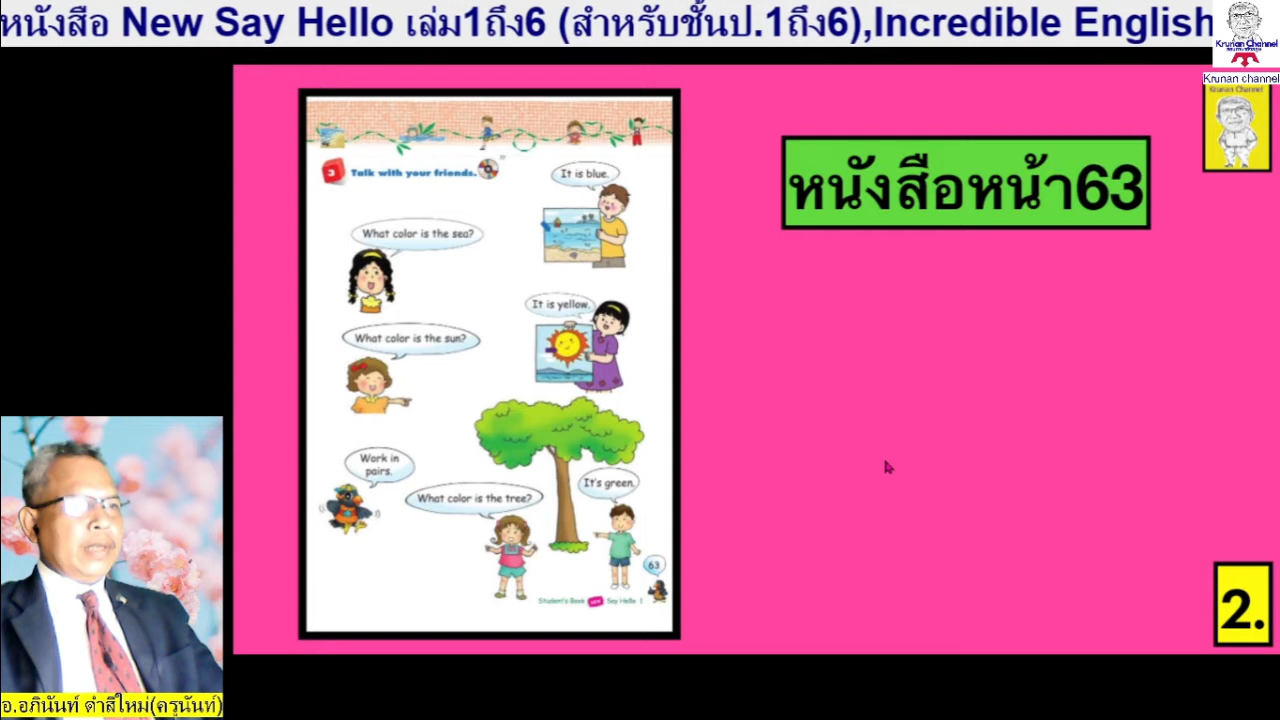 หนังสือ New Say Hello เล่ม1ถึง6 (สำหรับชั้นป.1ถึง6),Incredible English
Krunan Channel
Krunan channel
Krunan Channel
หนังสือหน้า63
3 Talk with your friends.
It is blue.
What color is the sea?
It is yellow.
What color is the sun?
Work in
pairs.
What color is the tree?
It's green.
63
Student's Book NEW Say Hello 1
2.
อ.อภินันท์ ดำสีใหม่(ครูนันท์)